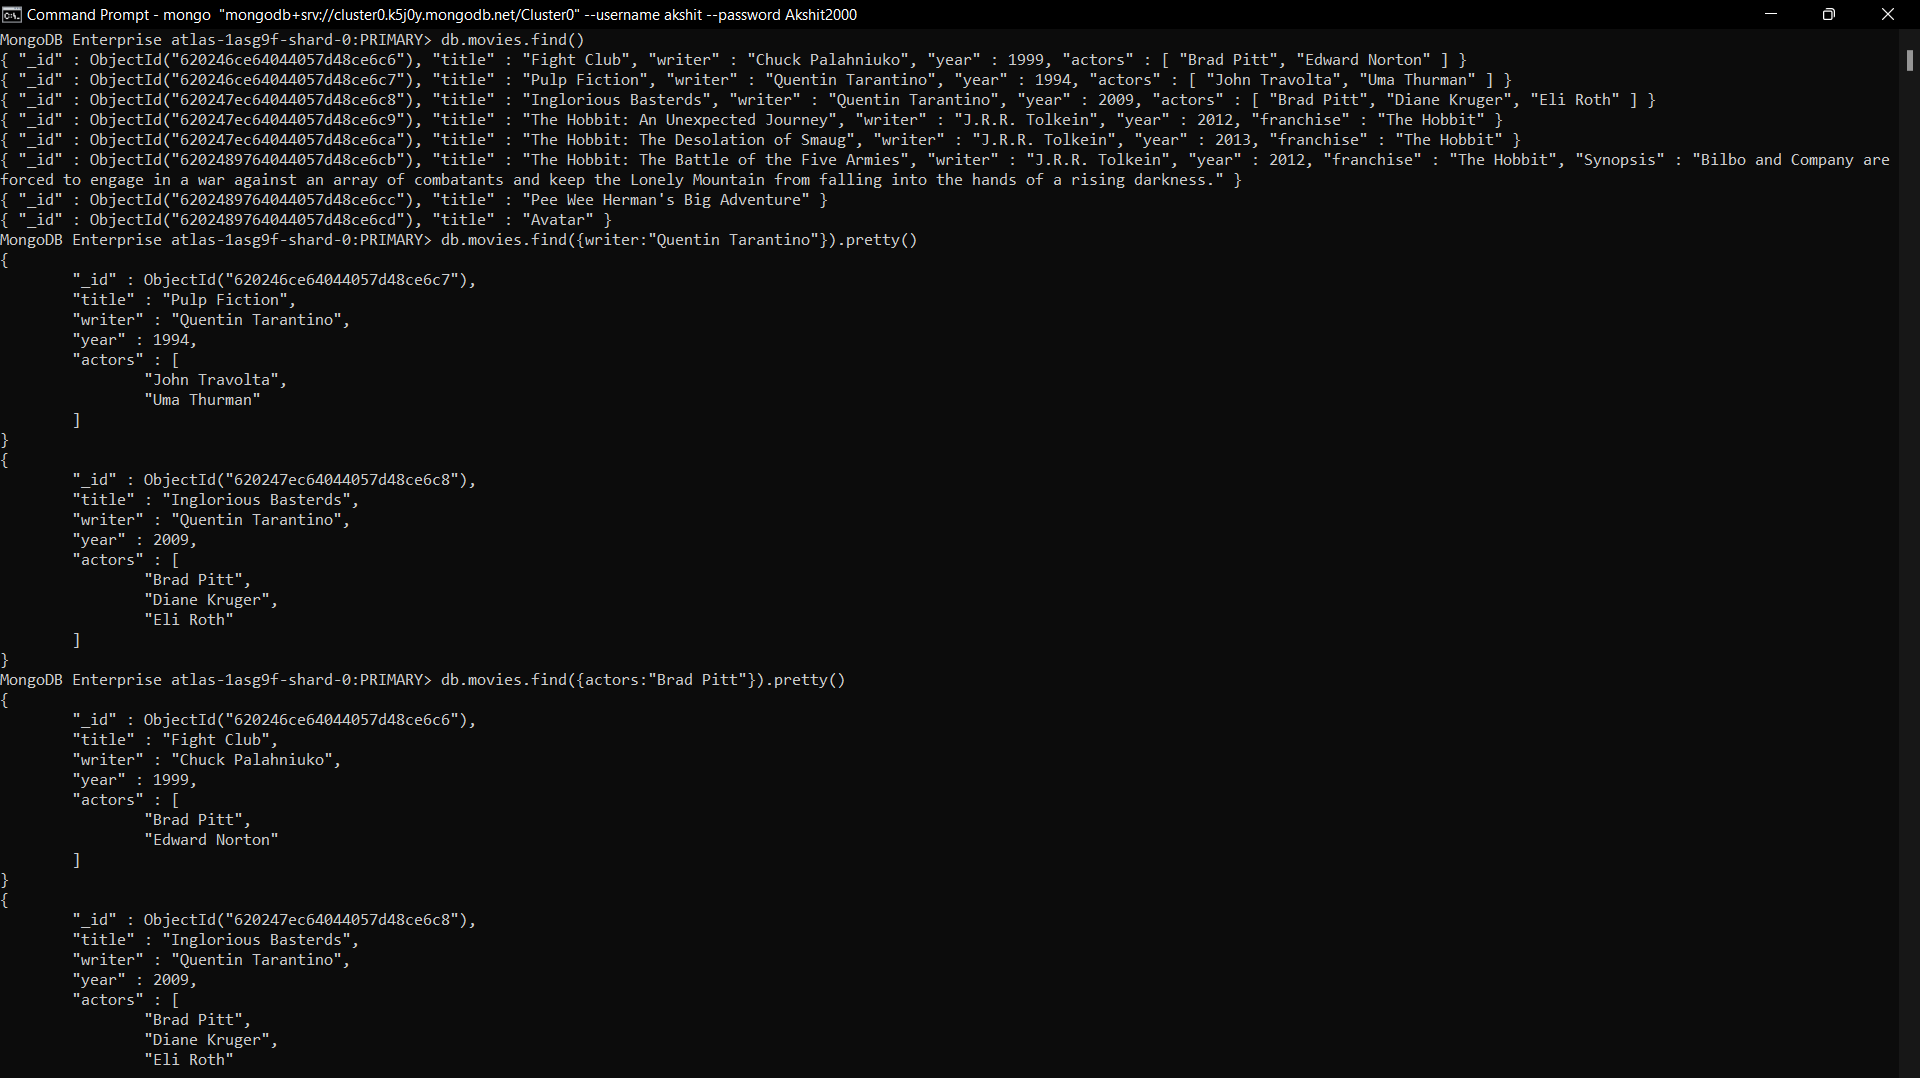 Command Prompt - mongo  "mongodb+srv://cluster0.k5j0y.mongodb.net/Cluster0" --username akshit --password Akshit2000
MongoDB Enterprise atlas-1asg9f-shard-0:PRIMARY> db.movies.find()
{ "_id" : ObjectId("620246ce64044057d48ce6c6"), "title" : "Fight Club", "writer" : "Chuck Palahniuko", "year" : 1999, "actors" : [ "Brad Pitt", "Edward Norton" ] }
{ "_id" : ObjectId("620246ce64044057d48ce6c7"), "title" : "Pulp Fiction", "writer" : "Quentin Tarantino", "year" : 1994, "actors" : [ "John Travolta", "Uma Thurman" ] }
{ "_id" : ObjectId("620247ec64044057d48ce6c8"), "title" : "Inglorious Basterds", "writer" : "Quentin Tarantino", "year" : 2009, "actors" : [ "Brad Pitt", "Diane Kruger", "Eli Roth" ] }
{ "_id" : ObjectId("620247ec64044057d48ce6c9"), "title" : "The Hobbit: An Unexpected Journey", "writer" : "J.R.R. Tolkein", "year" : 2012, "franchise" : "The Hobbit" }
{ "_id" : ObjectId("620247ec64044057d48ce6ca"), "title" : "The Hobbit: The Desolation of Smaug", "writer" : "J.R.R. Tolkein", "year" : 2013, "franchise" : "The Hobbit" }
{ "_id" : ObjectId("6202489764044057d48ce6cb"), "title" : "The Hobbit: The Battle of the Five Armies", "writer" : "J.R.R. Tolkein", "year" : 2012, "franchise" : "The Hobbit", "Synopsis" : "Bilbo and Company are
forced to engage in a war against an array of combatants and keep the Lonely Mountain from falling into the hands of a rising darkness." }
{ "_id" : ObjectId("6202489764044057d48ce6cc"), "title" : "Pee Wee Herman's Big Adventure" }
{ "_id" : ObjectId("6202489764044057d48ce6cd"), "title" : "Avatar" }
MongoDB Enterprise atlas-1asg9f-shard-0:PRIMARY> db.movies.find({writer:"Quentin Tarantino"}).pretty()
{
        "_id" : ObjectId("620246ce64044057d48ce6c7"),
        "title" : "Pulp Fiction",
        "writer" : "Quentin Tarantino",
        "year" : 1994,
        "actors" : [
                "John Travolta",
                "Uma Thurman"
        ]
}
{
        "_id" : ObjectId("620247ec64044057d48ce6c8"),
        "title" : "Inglorious Basterds",
        "writer" : "Quentin Tarantino",
        "year" : 2009,
        "actors" : [
                "Brad Pitt",
                "Diane Kruger",
                "Eli Roth"
        ]
}
MongoDB Enterprise atlas-1asg9f-shard-0:PRIMARY> db.movies.find({actors:"Brad Pitt"}).pretty()
{
        "_id" : ObjectId("620246ce64044057d48ce6c6"),
        "title" : "Fight Club",
        "writer" : "Chuck Palahniuko",
        "year" : 1999,
        "actors" : [
                "Brad Pitt",
                "Edward Norton"
        ]
}
{
        "_id" : ObjectId("620247ec64044057d48ce6c8"),
        "title" : "Inglorious Basterds",
        "writer" : "Quentin Tarantino",
        "year" : 2009,
        "actors" : [
                "Brad Pitt",
                "Diane Kruger",
                "Eli Roth"